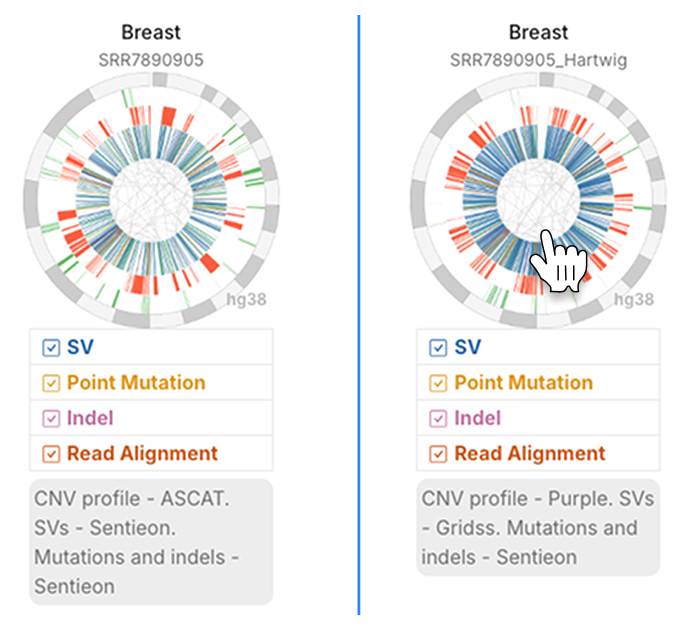 Breast
SRR7890905
hg38
SV
Point Mutation
Indel
Read Alignment
CNV profile - ASCAT.
SVs - Sentieon.
Mutations and indels -
Sentieon
Breast
SRR7890905_Hartwig
hg38
SV
Point Mutation
Indel
Read Alignment
CNV profile - Purple. SVs
- Gridss. Mutations and
indels - Sentieon